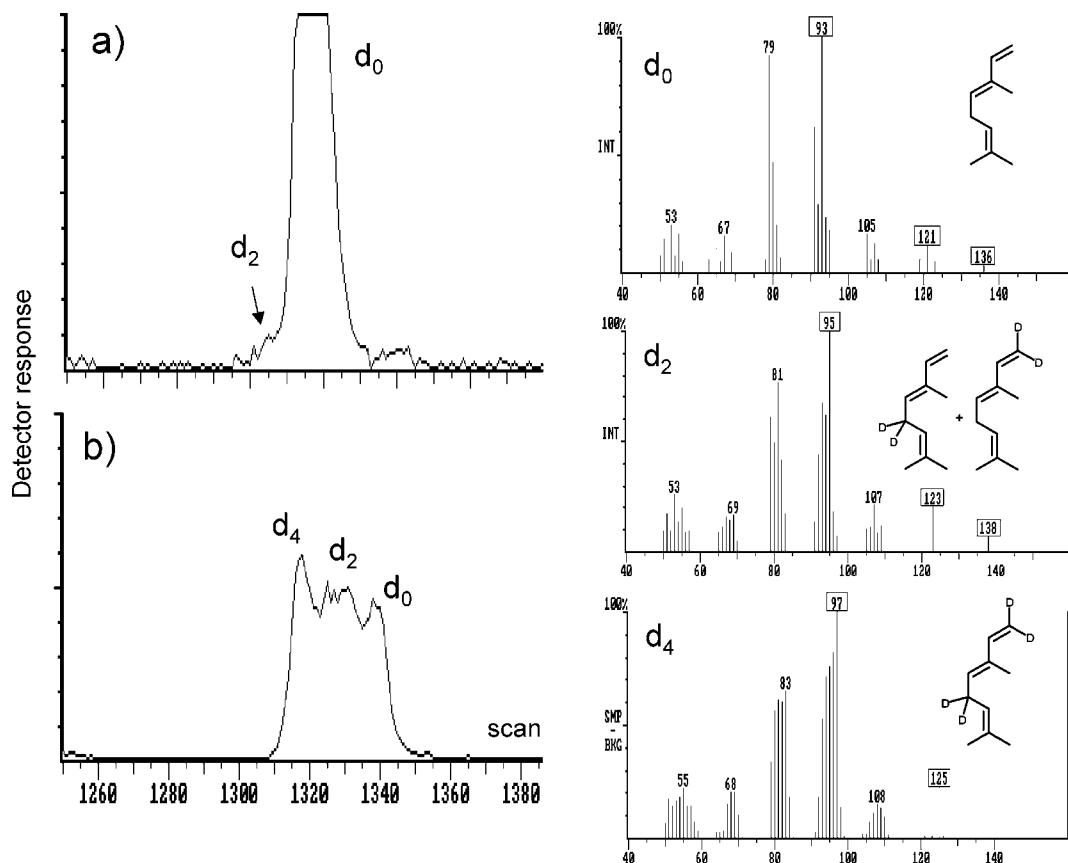 Detector response
a)
d0
d2
b)
d4
d2
d0
scan
1260 1280 1300 1320 1340 1360 1380
d0
100%
INT
53
67
79
93
105
121
136
40 60 80 100 120 140
d2
100%
INT
53
69
81
95
107
123
138
D
D
+
D
D
40 60 80 100 120 140
d4
100%
SMP
-
BKG
55
68
83
97
108
125
D
D
D
D
40 60 80 100 120 140